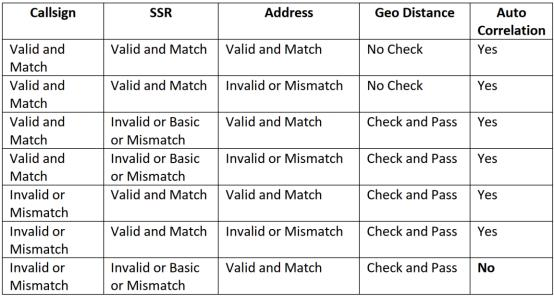 Callsign SSR Address Geo Distance Auto
Correlation
Valid and Valid and Match Valid and Match No Check Yes
Match
Valid and Valid and Match Invalid or Mismatch No Check Yes
Match
Valid and Invalid or Basic Valid and Match Check and Pass Yes
Match or Mismatch
Valid and Invalid or Basic Invalid or Mismatch Check and Pass Yes
Match or Mismatch
Invalid or Valid and Match Valid and Match Check and Pass Yes
Mismatch
Invalid or Valid and Match Invalid or Mismatch Check and Pass Yes
Mismatch
Invalid or Invalid or Basic Valid and Match Check and Pass No
Mismatch or Mismatch